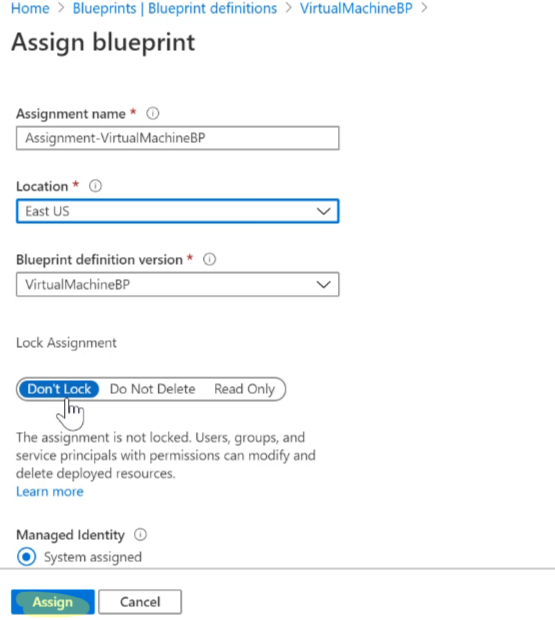 Home > Blueprints | Blueprint definitions > VirtualMachineBP >
Assign blueprint
Assignment name *
Assignment-VirtualMachineBP
Location *
East US
Blueprint definition version *
VirtualMachineBP
Lock Assignment
Don't Lock Do Not Delete Read Only
The assignment is not locked. Users, groups, and
service principals with permissions can modify and
delete deployed resources.
Learn more
Managed Identity
System assigned
Assign Cancel